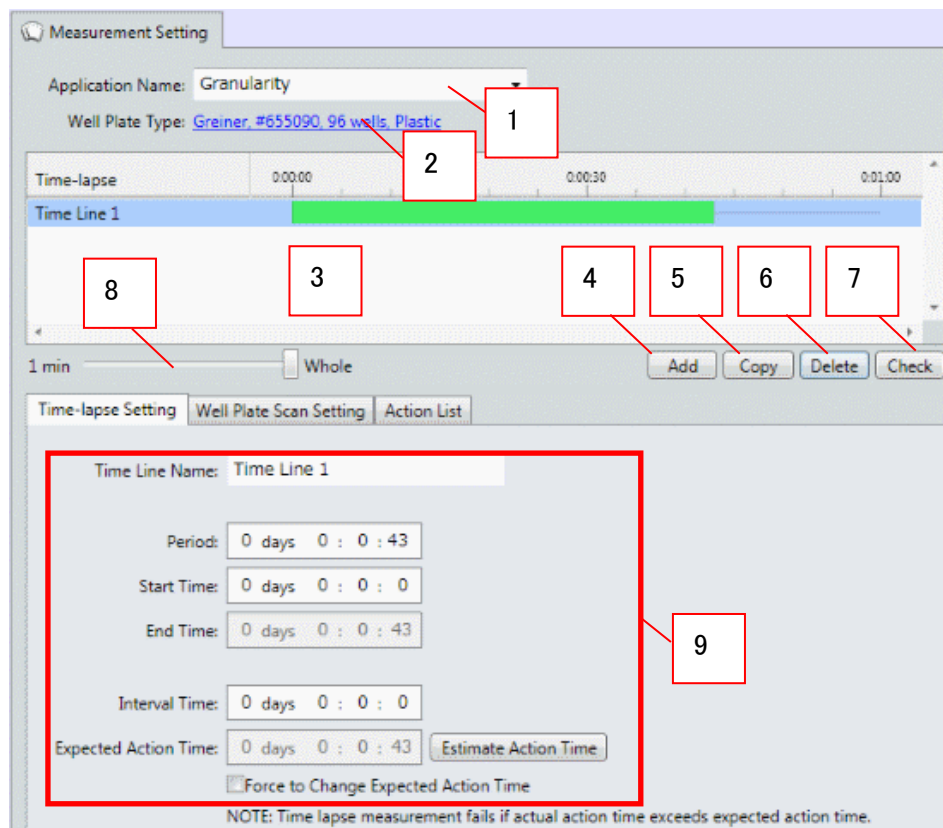 Measurement Setting
Application Name: Granularity
1
Well Plate Type: Greiner, #655090, 96 wells, Plastic
2
Time-lapse 0:00:00 0:00:30 0:01:00
Time Line 1
8 3 4 5 6 7
1 min Whole Add Copy Delete Check
Time-lapse Setting Well Plate Scan Setting Action List
Time Line Name: Time Line 1
Period: 0 days 0 : 0 : 43
Start Time: 0 days 0 : 0 : 0
End Time: 0 days 0 : 0 : 43
9
Interval Time: 0 days 0 : 0 : 0
Expected Action Time: 0 days 0 : 0 : 43 Estimate Action Time
Force to Change Expected Action Time
NOTE: Time lapse measurement fails if actual action time exceeds expected action time.